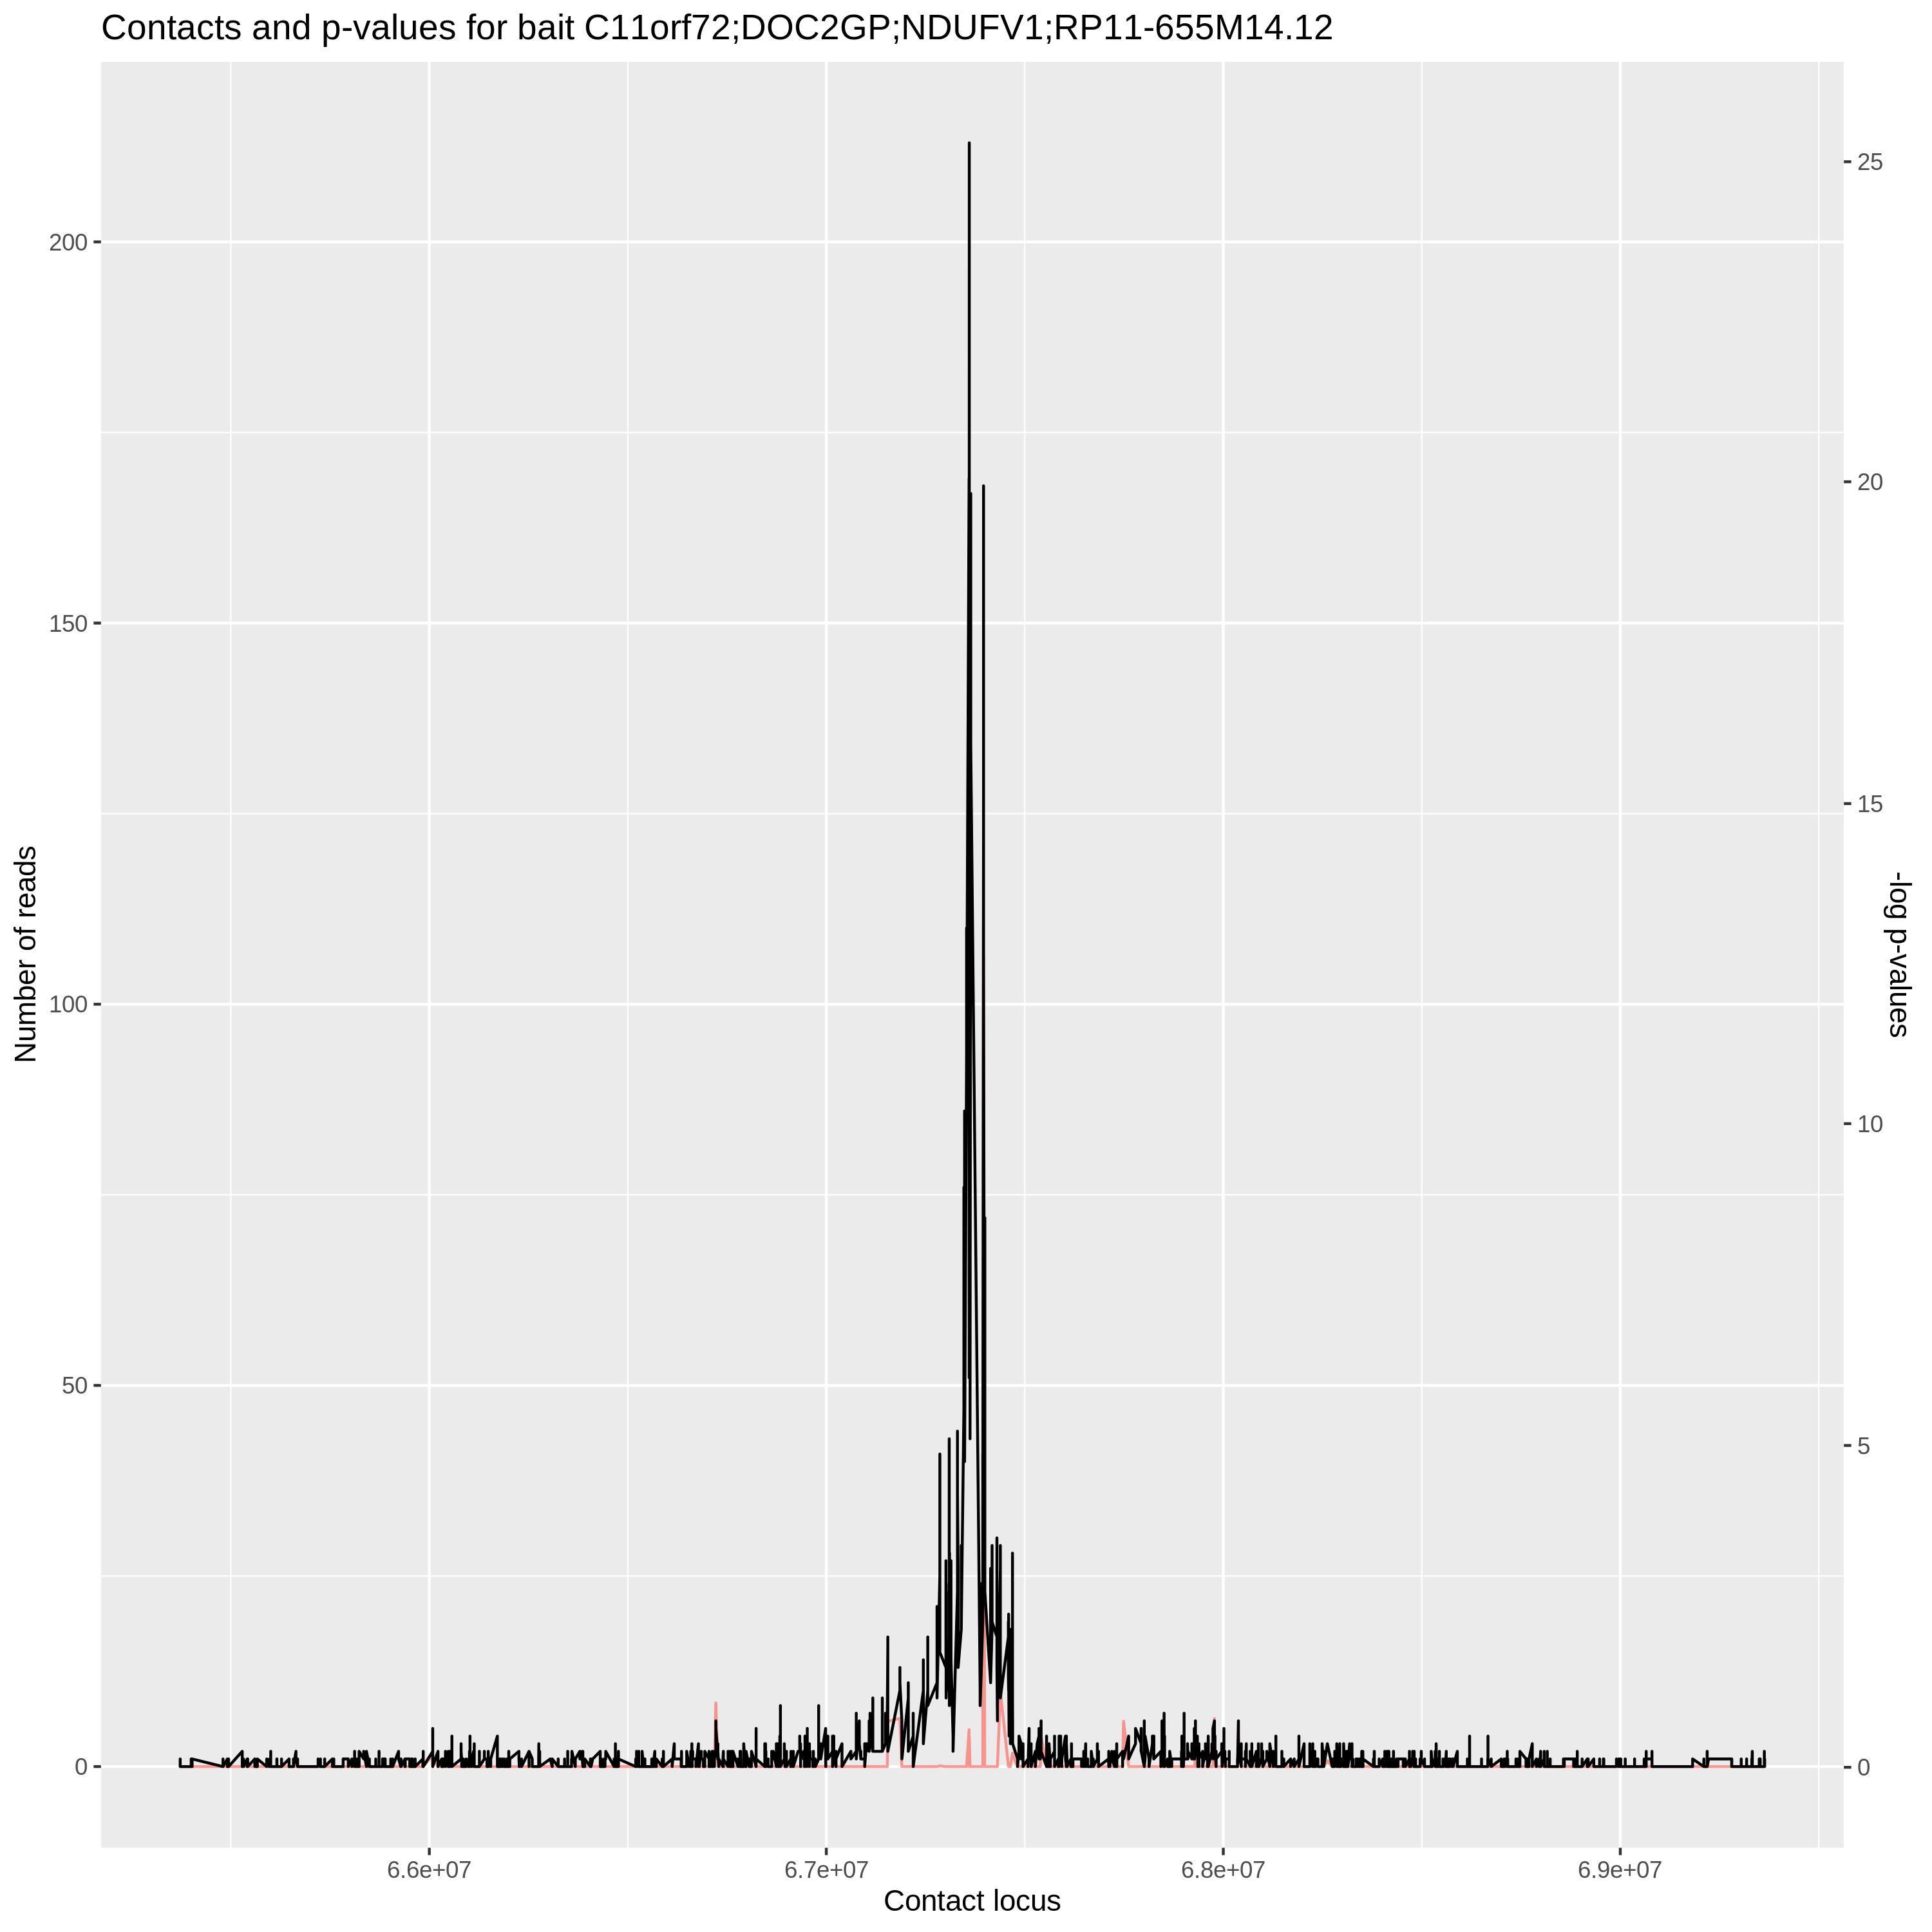 Contacts and p-values for bait C11orf72;DOC2GP;NDUFV1;RP11-655M14.12
Number of reads
200
150
100
50
0
25
20
15
10
5
0
-log p-values
6.6e+07
6.7e+07
6.8e+07
6.9e+07
Contact locus